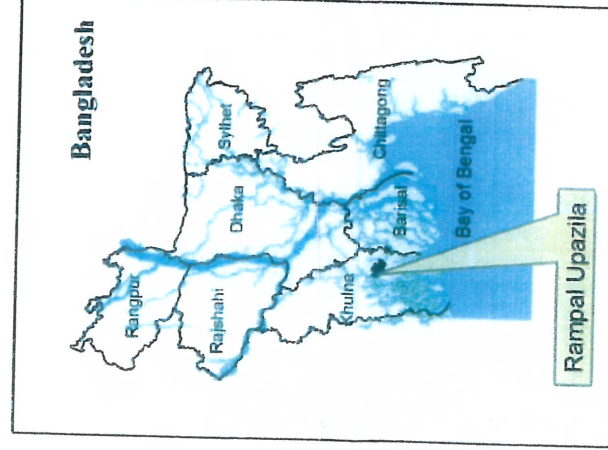 Bangladesh
Rangpur
Sylhet
Rajshahi
Dhaka
Khulna
Barisal
Chittagong
Bay of Bengal
Rampal Upazila